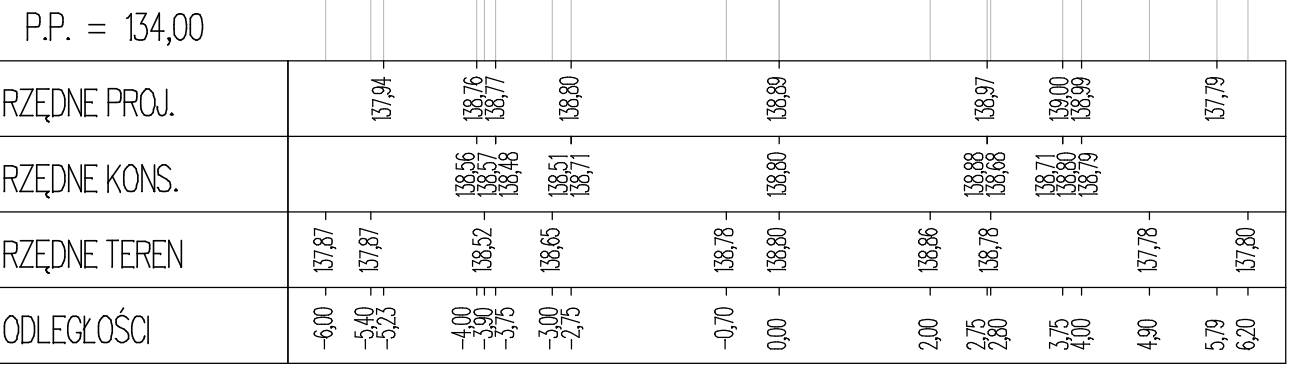 P.P. = 134,00
RZĘDNE PROJ. 137,94 138,76 138,77 138,80 138,89 138,97 139,00 138,99 137,79
RZĘDNE KONS. 138,56 138,57 138,48 138,51 138,71 138,80 138,88 138,68 138,71 138,80 138,79
RZĘDNE TEREN 137,87 137,87 138,52 138,65 138,78 138,80 138,86 138,78 137,78 137,80
ODLEGŁOŚCI -6,00 -5,40 -5,23 -4,00 -3,90 -3,75 -3,00 -2,75 -0,70 0,00 2,00 2,75 2,80 3,75 4,00 4,90 5,79 6,20